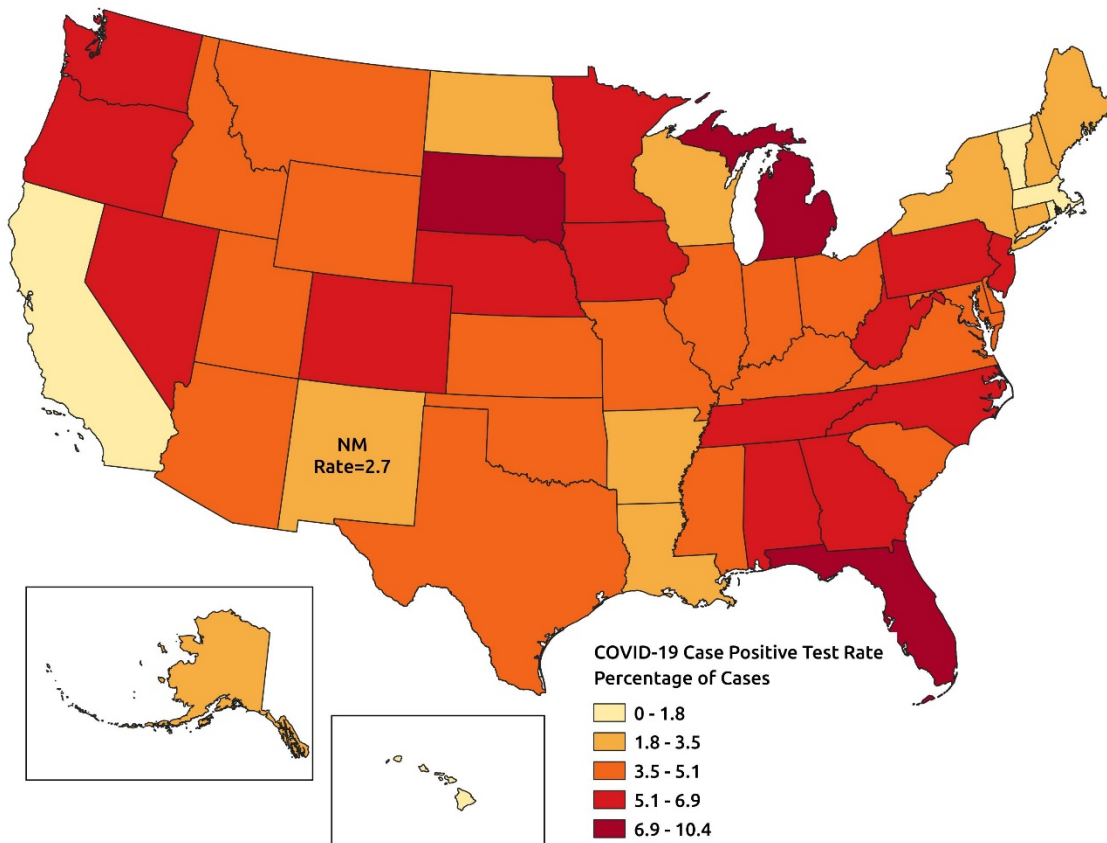 NM
Rate=2.7
COVID-19 Case Positive Test Rate
Percentage of Cases
0 - 1.8
1.8 - 3.5
3.5 - 5.1
5.1 - 6.9
6.9 - 10.4